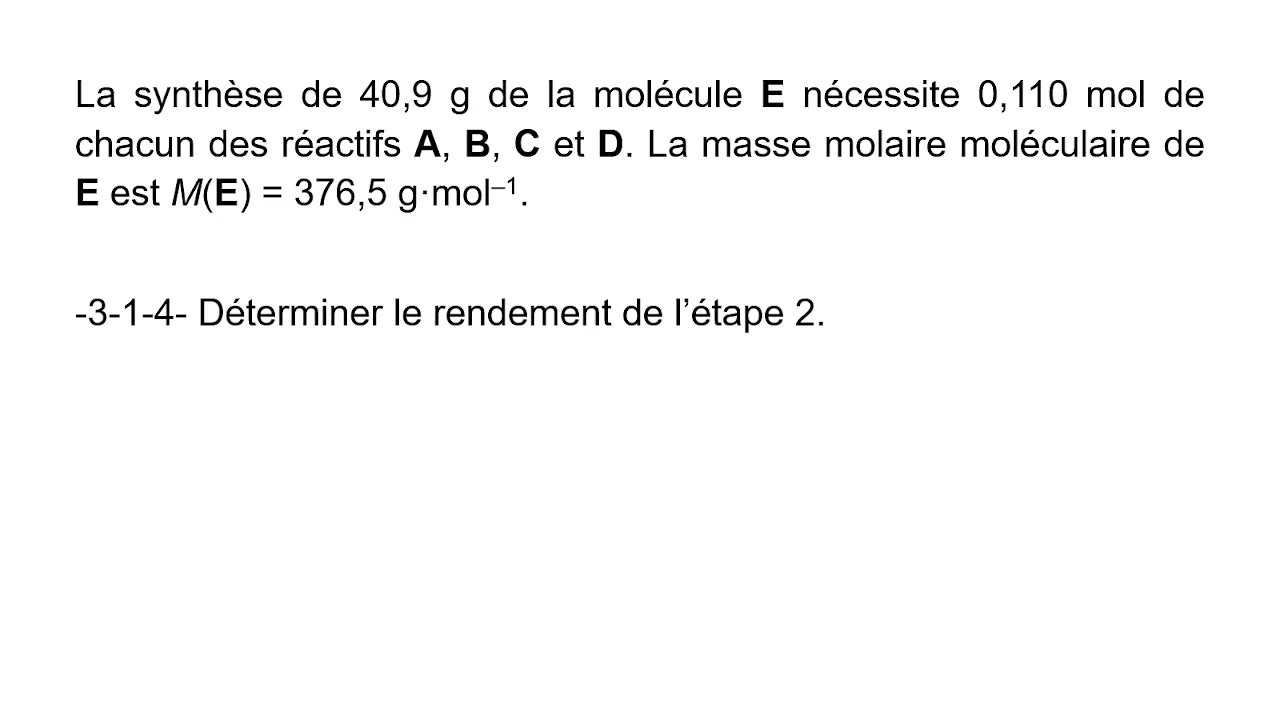 La synthèse de 40,9 g de la molécule E nécessite 0,110 mol de
chacun des réactifs A, B, C et D. La masse molaire moléculaire de
E est M(E) = 376,5 g·mol⁻¹.
-3-1-4- Déterminer le rendement de l’étape 2.